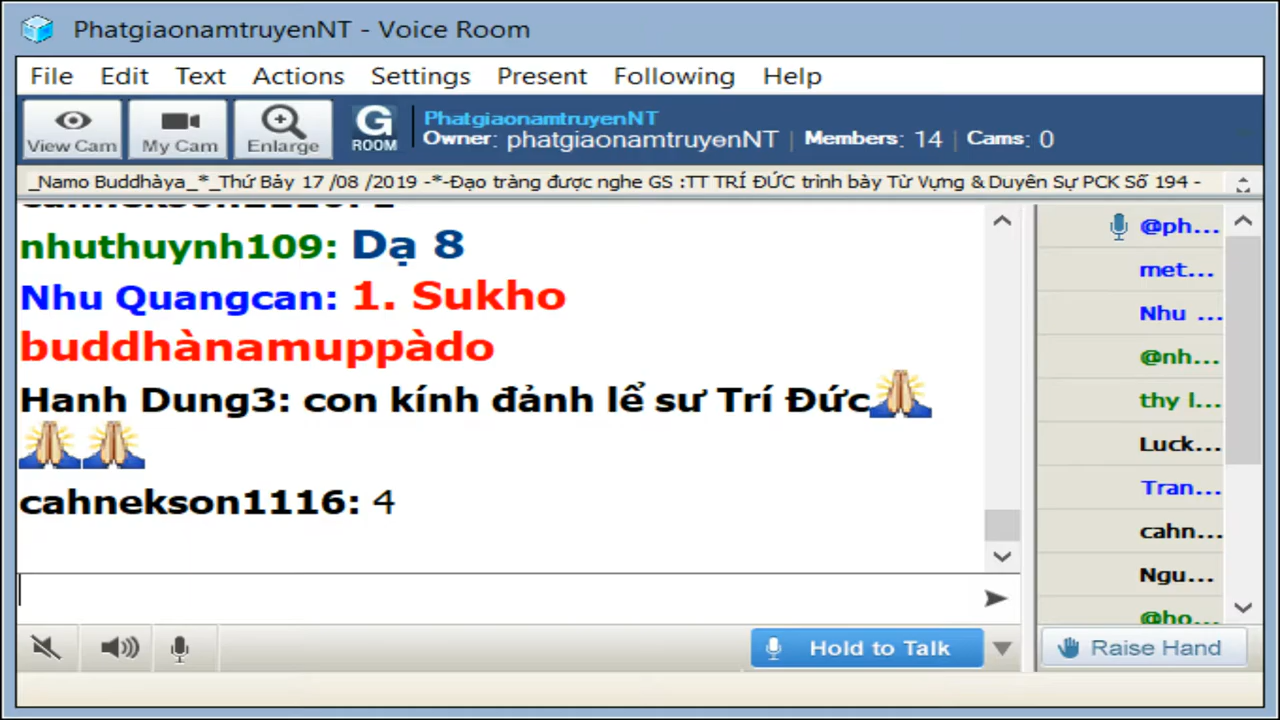 PhatgiaonamtruyenNT - Voice Room
File Edit Text Actions Settings Present Following Help
View Cam My Cam Enlarge G ROOM
PhatgiaonamtruyenNT
Owner: phatgiaonamtruyenNT | Members: 14 | Cams: 0
_Namo Buddhàya_*_Thứ Bảy 17 /08 /2019 -*-Đạo tràng được nghe GS :TT TRÍ ĐỨC trình bày Từ Vựng & Duyên Sự PCK Số 194 -
nhuthuynh109: Dạ 8
Nhu Quangcan: 1. Sukho
buddhànamuppàdo
Hanh Dung3: con kính đảnh lể sư Trí Đức
cahnekson1116: 4
@ph...
met...
Nhu ...
@nh...
thy l...
Luck...
Tran...
cahn...
Ngu...
@ho...
Hold to Talk
Raise Hand